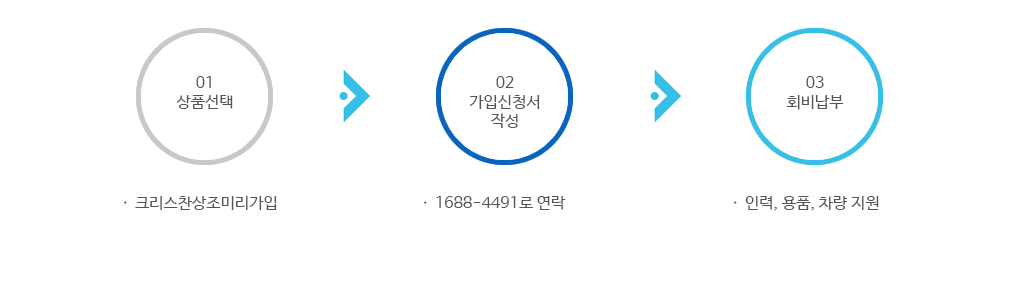 01
상품선택
02
가입신청서
작성
03
회비납부
· 크리스찬상조미리가입
· 1688-4491로 연락
· 인력, 용품, 차량 지원